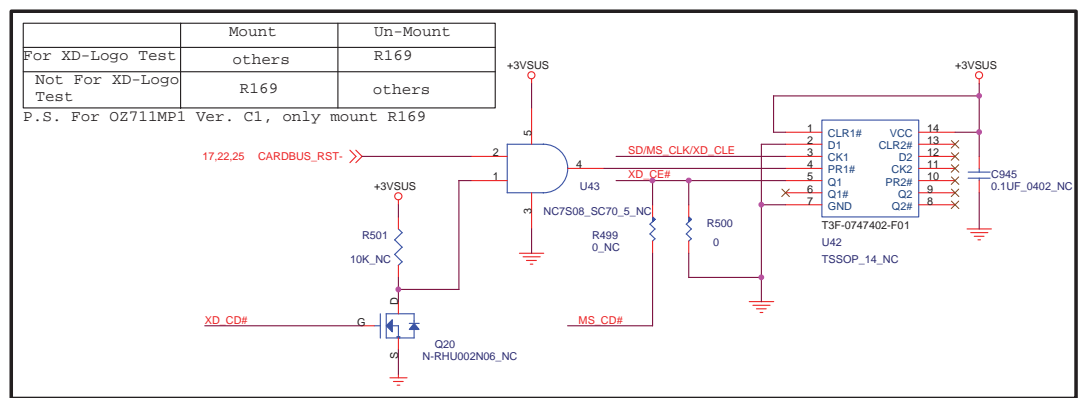 Mount Un-Mount
For XD-Logo Test others R169
Not For XD-Logo
Test R169 others
P.S. For OZ711MP1 Ver. C1, only mount R169
+3VSUS
+3VSUS
5
17,22,25 CARDBUS_RST-
2
1
4
3
U43
NC7S08_SC70_5_NC
SD/MS_CLK/XD_CLE
XD_CE#
1 CLR1# VCC 14
2 D1 CLR2# 13
3 CK1 D2 12
4 PR1# CK2 11
5 Q1 PR2# 10
6 Q1# Q2 9
7 GND Q2# 8
T3F-0747402-F01
U42
TSSOP_14_NC
C945
0.1UF_0402_NC
+3VSUS
R501
10K_NC
R499
0_NC
R500
0
XD_CD#
G
D
S
Q20
N-RHU002N06_NC
MS_CD#